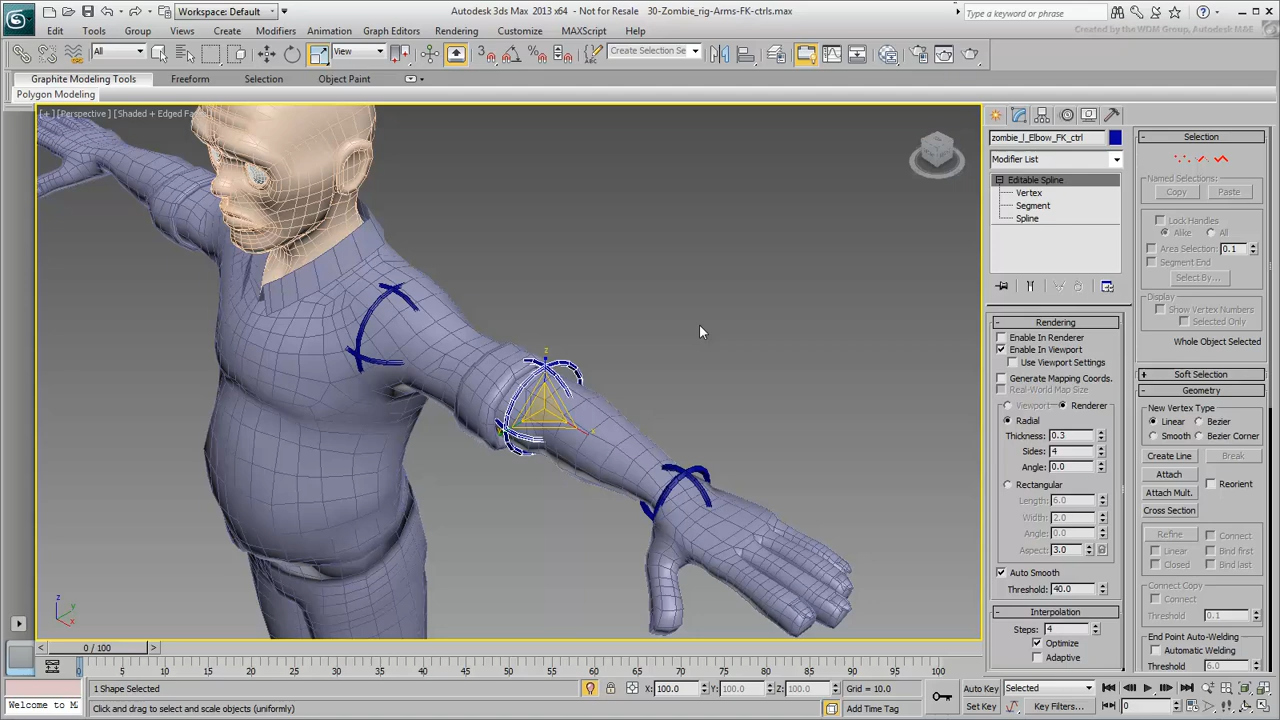 Workspace: Default
Autodesk 3ds Max 2013 x64 - Not for Resale 30-Zombie_rig-Arms-FK-ctrls.max
Type a keyword or phrase
Created by the WDM Group, Autodesk M&E
Edit Tools Group Views Create Modifiers Animation Graph Editors Rendering Customize MAXScript Help
All View Create Selection Se
Graphite Modeling Tools Freeform Selection Object Paint
Polygon Modeling
[+] [Perspective] [Shaded + Edged Fa
zombie_l_Elbow_FK_ctrl
Modifier List
Editable Spline
Vertex
Segment
Spline
Rendering
Enable In Renderer
Enable In Viewport
Use Viewport Settings
Generate Mapping Coords.
Real-World Map Size
Viewport Renderer
Radial
Thickness: 0.3
Sides: 4
Angle: 0.0
Rectangular
Length: 6.0
Width: 2.0
Angle: 0.0
Aspect: 3.0
Auto Smooth
Threshold: 40.0
Interpolation
Steps: 4
Optimize
Adaptive
Selection
Named Selections:
Copy Paste
Lock Handles
Alike All
Area Selection: 0.1
Segment End
Select By...
Display
Show Vertex Numbers
Selected Only
Whole Object Selected
Soft Selection
Geometry
New Vertex Type
Linear Bezier
Smooth Bezier Corner
Create Line Break
Attach
Reorient
Attach Mult.
Cross Section
Refine Connect
Linear Bind first
Closed Bind last
Connect Copy
Connect
Threshold 0.1
End Point Auto-Welding
Automatic Welding
Threshold 6.0
z
x
z
y
x
0 / 100
0 5 10 15 20 25 30 35 40 45 50 55 60 65 70 75 80 85 90 95 100
1 Shape Selected
X: 100.0 Y: 100.0 Z: 100.0 Grid = 10.0
Auto Key Selected
Welcome to M
Click and drag to select and scale objects (uniformly)
Add Time Tag
Set Key Key Filters... 0